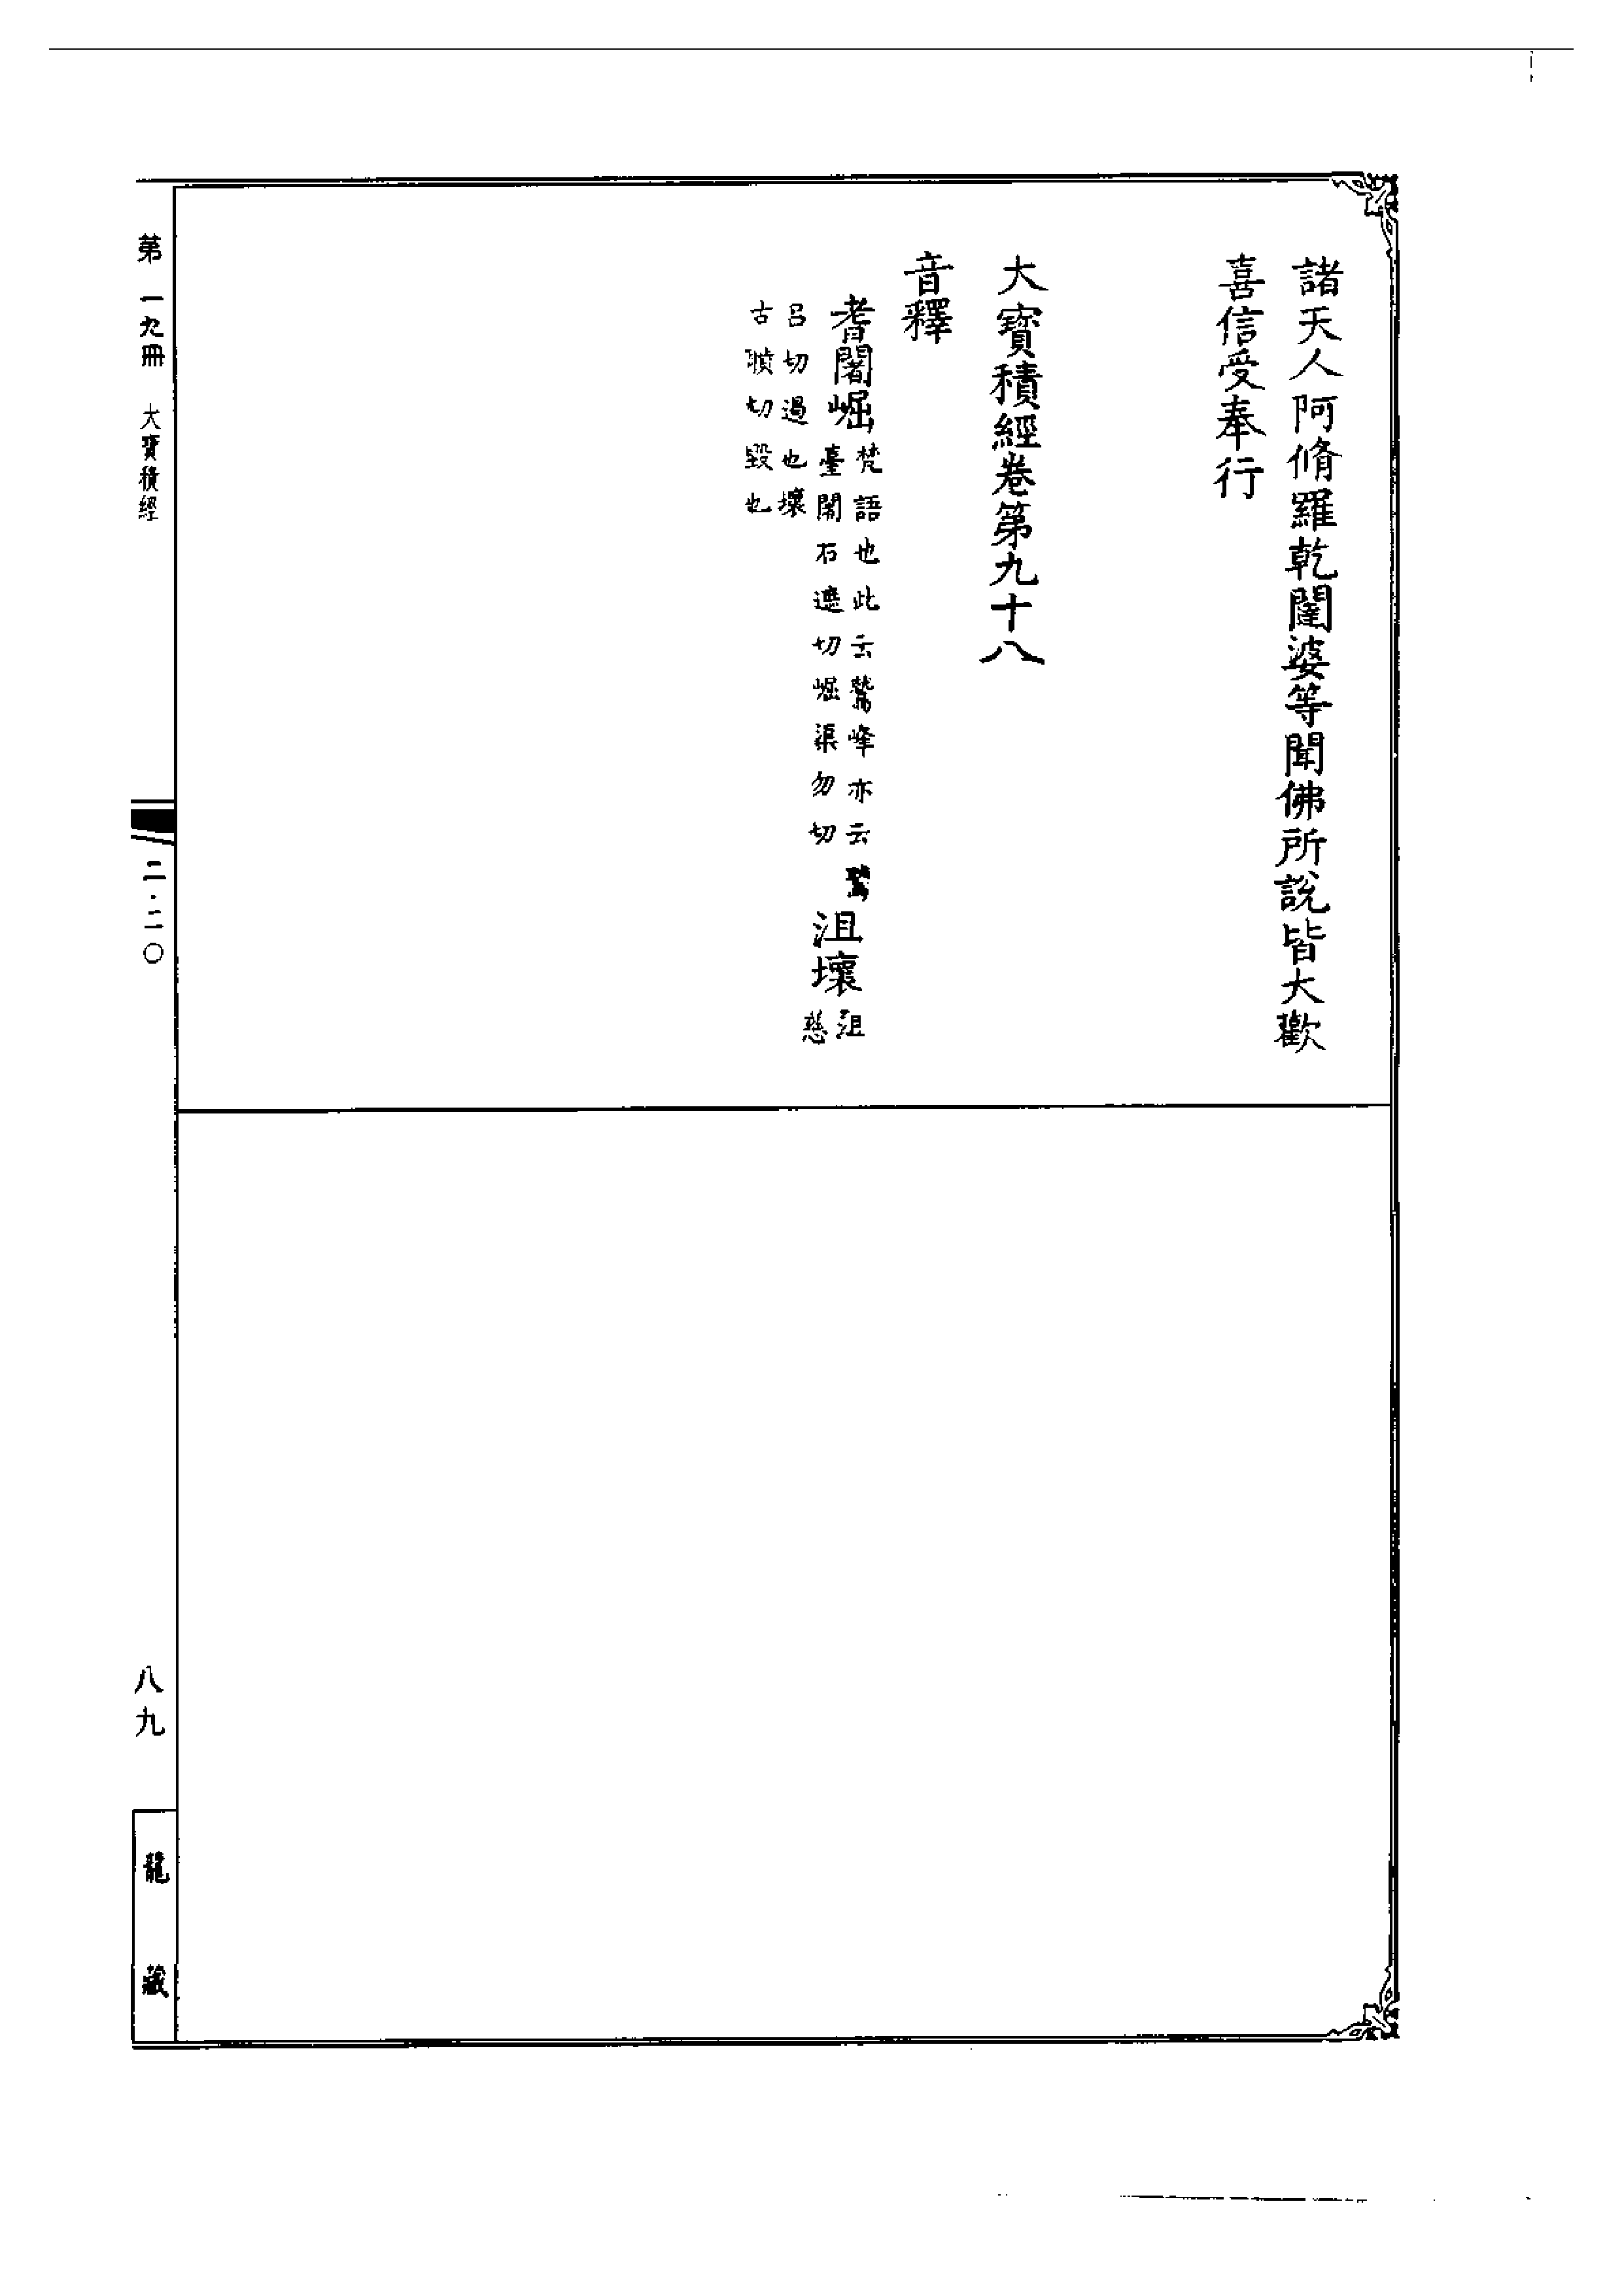 諸天人阿脩羅乾闥婆等聞佛所說皆大歡
喜信受奉行
大寶積經卷第九十八
音釋
耆闍崛梵語也此云鷲峰亦云鷲臺闍石遮切崛渠勿切沮壞沮慈
呂切過也壞古聵切毀也
第一九冊 大寶積經 二·二〇 八九 龍藏